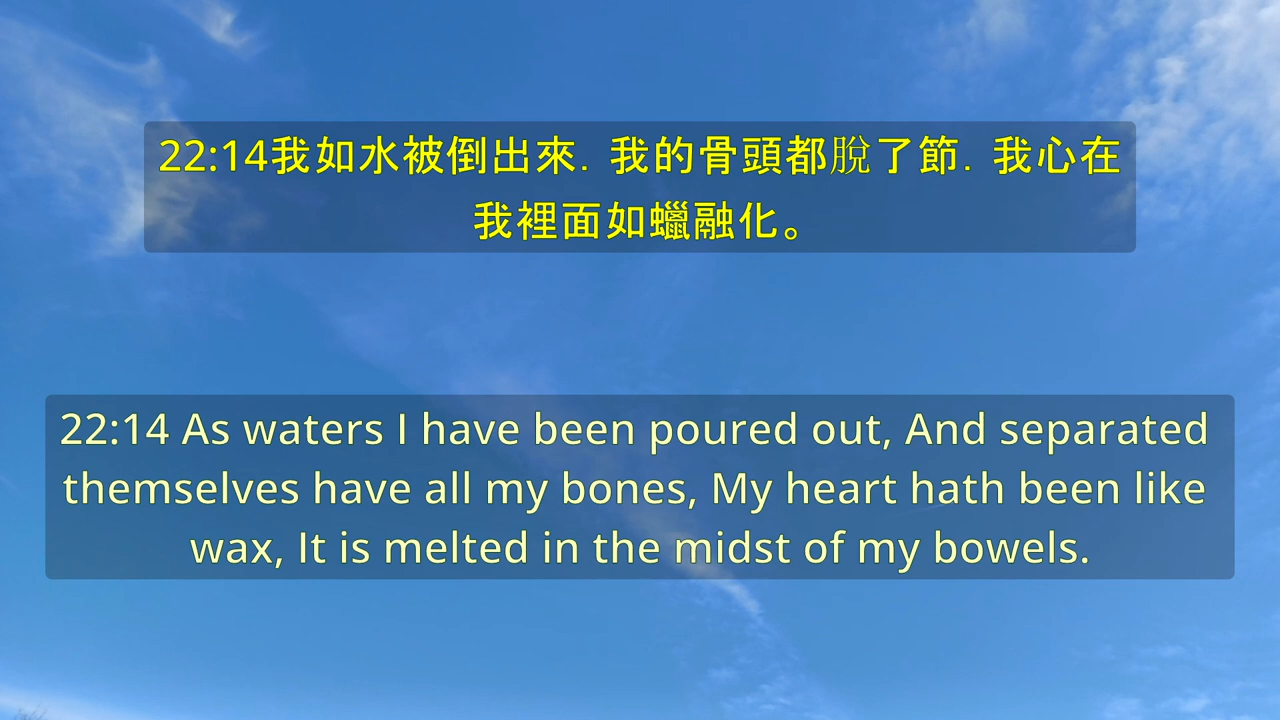 22:14我如水被倒出來．我的骨頭都脫了節．我心在
我裡面如蠟融化。
22:14 As waters I have been poured out, And separated
themselves have all my bones, My heart hath been like
wax, It is melted in the midst of my bowels.